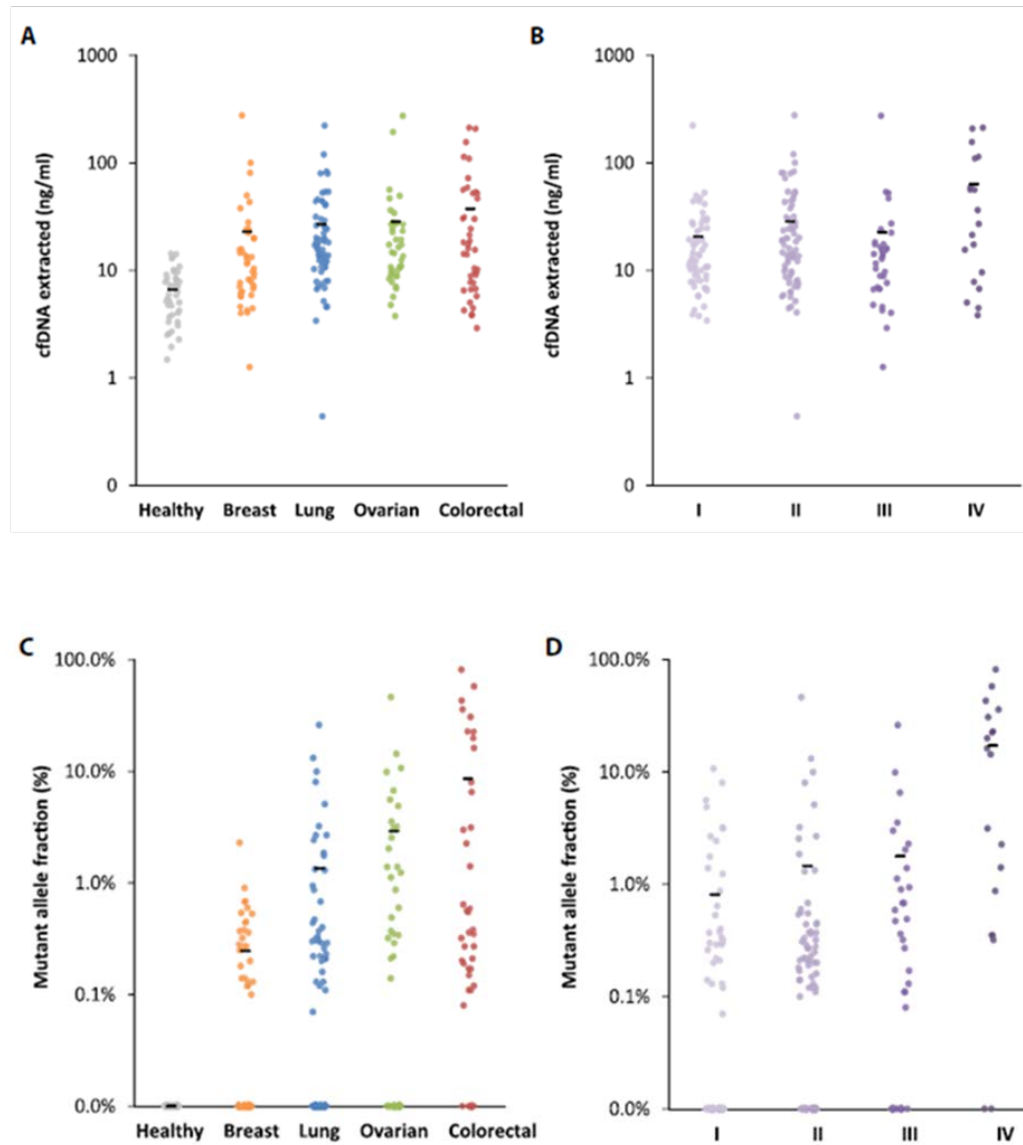 A
cfDNA extracted (ng/ml)
1000
100
10
1
0
Healthy Breast Lung Ovarian Colorectal
B
cfDNA extracted (ng/ml)
1000
100
10
1
0
I II III IV
C
Mutant allele fraction (%)
100.0%
10.0%
1.0%
0.1%
0.0%
Healthy Breast Lung Ovarian Colorectal
D
Mutant allele fraction (%)
100.0%
10.0%
1.0%
0.1%
0.0%
I II III IV